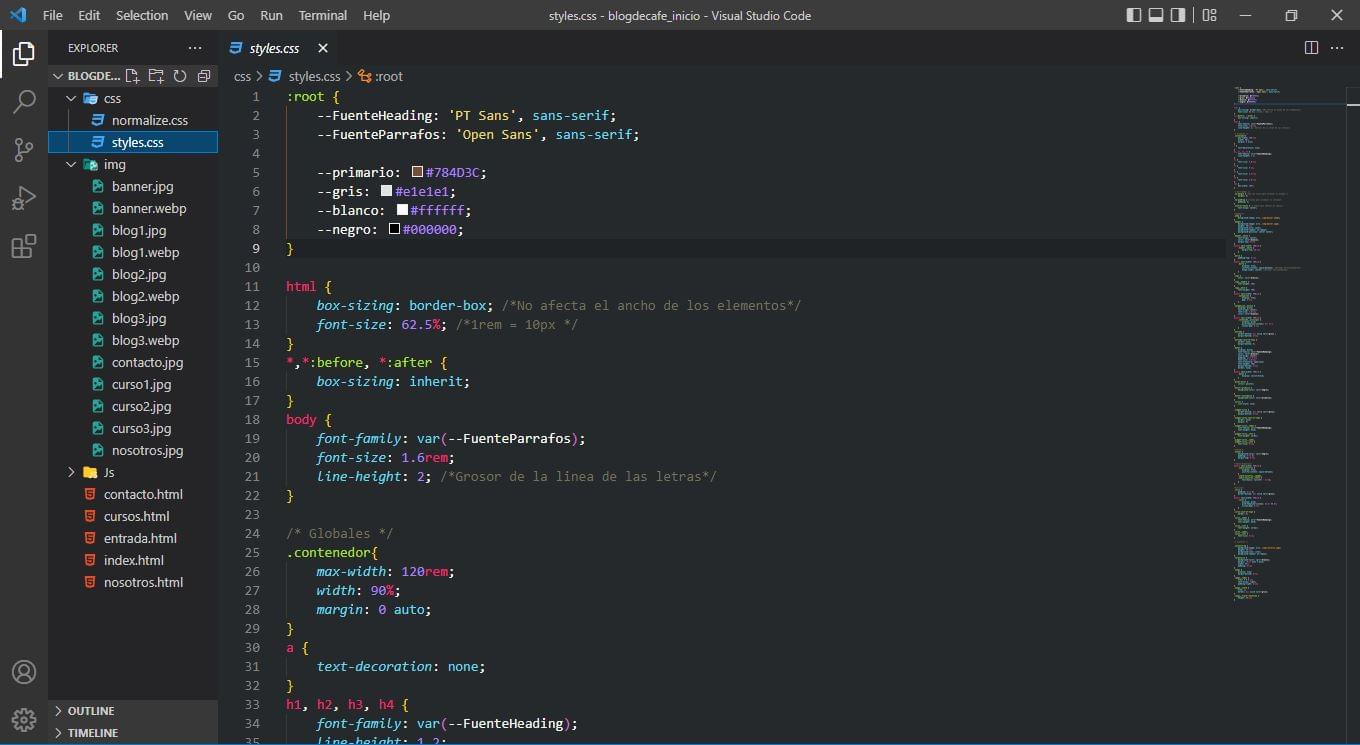 File Edit Selection View Go Run Terminal Help styles.css - blogdecafe_inicio - Visual Studio Code
EXPLORER
BLOGDE...
css
normalize.css
styles.css
img
banner.jpg
banner.webp
blog1.jpg
blog1.webp
blog2.jpg
blog2.webp
blog3.jpg
blog3.webp
contacto.jpg
curso1.jpg
curso2.jpg
curso3.jpg
nosotros.jpg
Js
contacto.html
cursos.html
entrada.html
index.html
nosotros.html
OUTLINE
TIMELINE
styles.css
css > styles.css > :root
1 :root {
2 --FuenteHeading: 'PT Sans', sans-serif;
3 --FuenteParrafos: 'Open Sans', sans-serif;
4
5 --primario: #784D3C;
6 --gris: #e1e1e1;
7 --blanco: #ffffff;
8 --negro: #000000;
9 }
10
11 html {
12 box-sizing: border-box; /*No afecta el ancho de los elementos*/
13 font-size: 62.5%; /*1rem = 10px */
14 }
15 *,*:before, *:after {
16 box-sizing: inherit;
17 }
18 body {
19 font-family: var(--FuenteParrafos);
20 font-size: 1.6rem;
21 line-height: 2; /*Grosor de la linea de las letras*/
22 }
23
24 /* Globales */
25 .contenedor{
26 max-width: 120rem;
27 width: 90%;
28 margin: 0 auto;
29 }
30 a {
31 text-decoration: none;
32 }
33 h1, h2, h3, h4 {
34 font-family: var(--FuenteHeading);
35 line-height: 1.2;